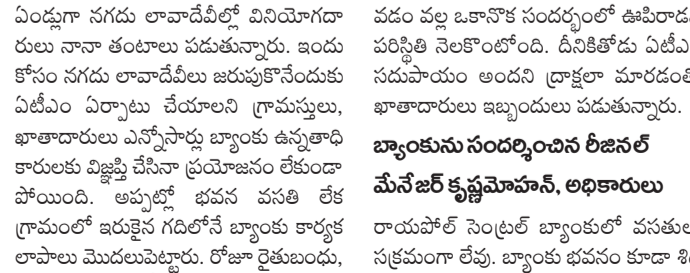 ఏండ్లుగా నగదు లావాదేవీల్లో వినియోగదా
రులు నానా తంటాలు పడుతున్నారు. ఇందు
కోసం నగదు లావాదేవీలు జరుపుకొనేందుకు
ఏటీఎం ఏర్పాటు చేయాలని గ్రామస్తులు,
ఖాతాదారులు ఎన్నోసార్లు బ్యాంకు ఉన్నతాధి
కారులకు విజ్ఞప్తి చేసినా ప్రయోజనం లేకుండా
పోయింది. అప్పట్లో భవన వసతి లేక
గ్రామంలో ఇరుకైన గదిలోనే బ్యాంకు కార్యక
లాపాలు మొదలుపెట్టారు. రోజూ రైతుబంధు,
వడం వల్ల ఒకానొక సందర్భంలో ఊపిరాడ
పరిస్థితి నెలకొంటోంది. దీనికితోడు ఏటీఎ
సదుపాయం అందని ద్రాక్షలా మారడంతో
ఖాతాదారులు ఇబ్బందులు పడుతున్నారు.
బ్యాంకును సందర్శించిన రీజినల్
మేనేజర్ కృష్ణమోహన్, అధికారులు
రాయపోల్ సెంట్రల్ బ్యాంకులో వసతుల
సక్రమంగా లేవు. బ్యాంకు భవనం కూడా